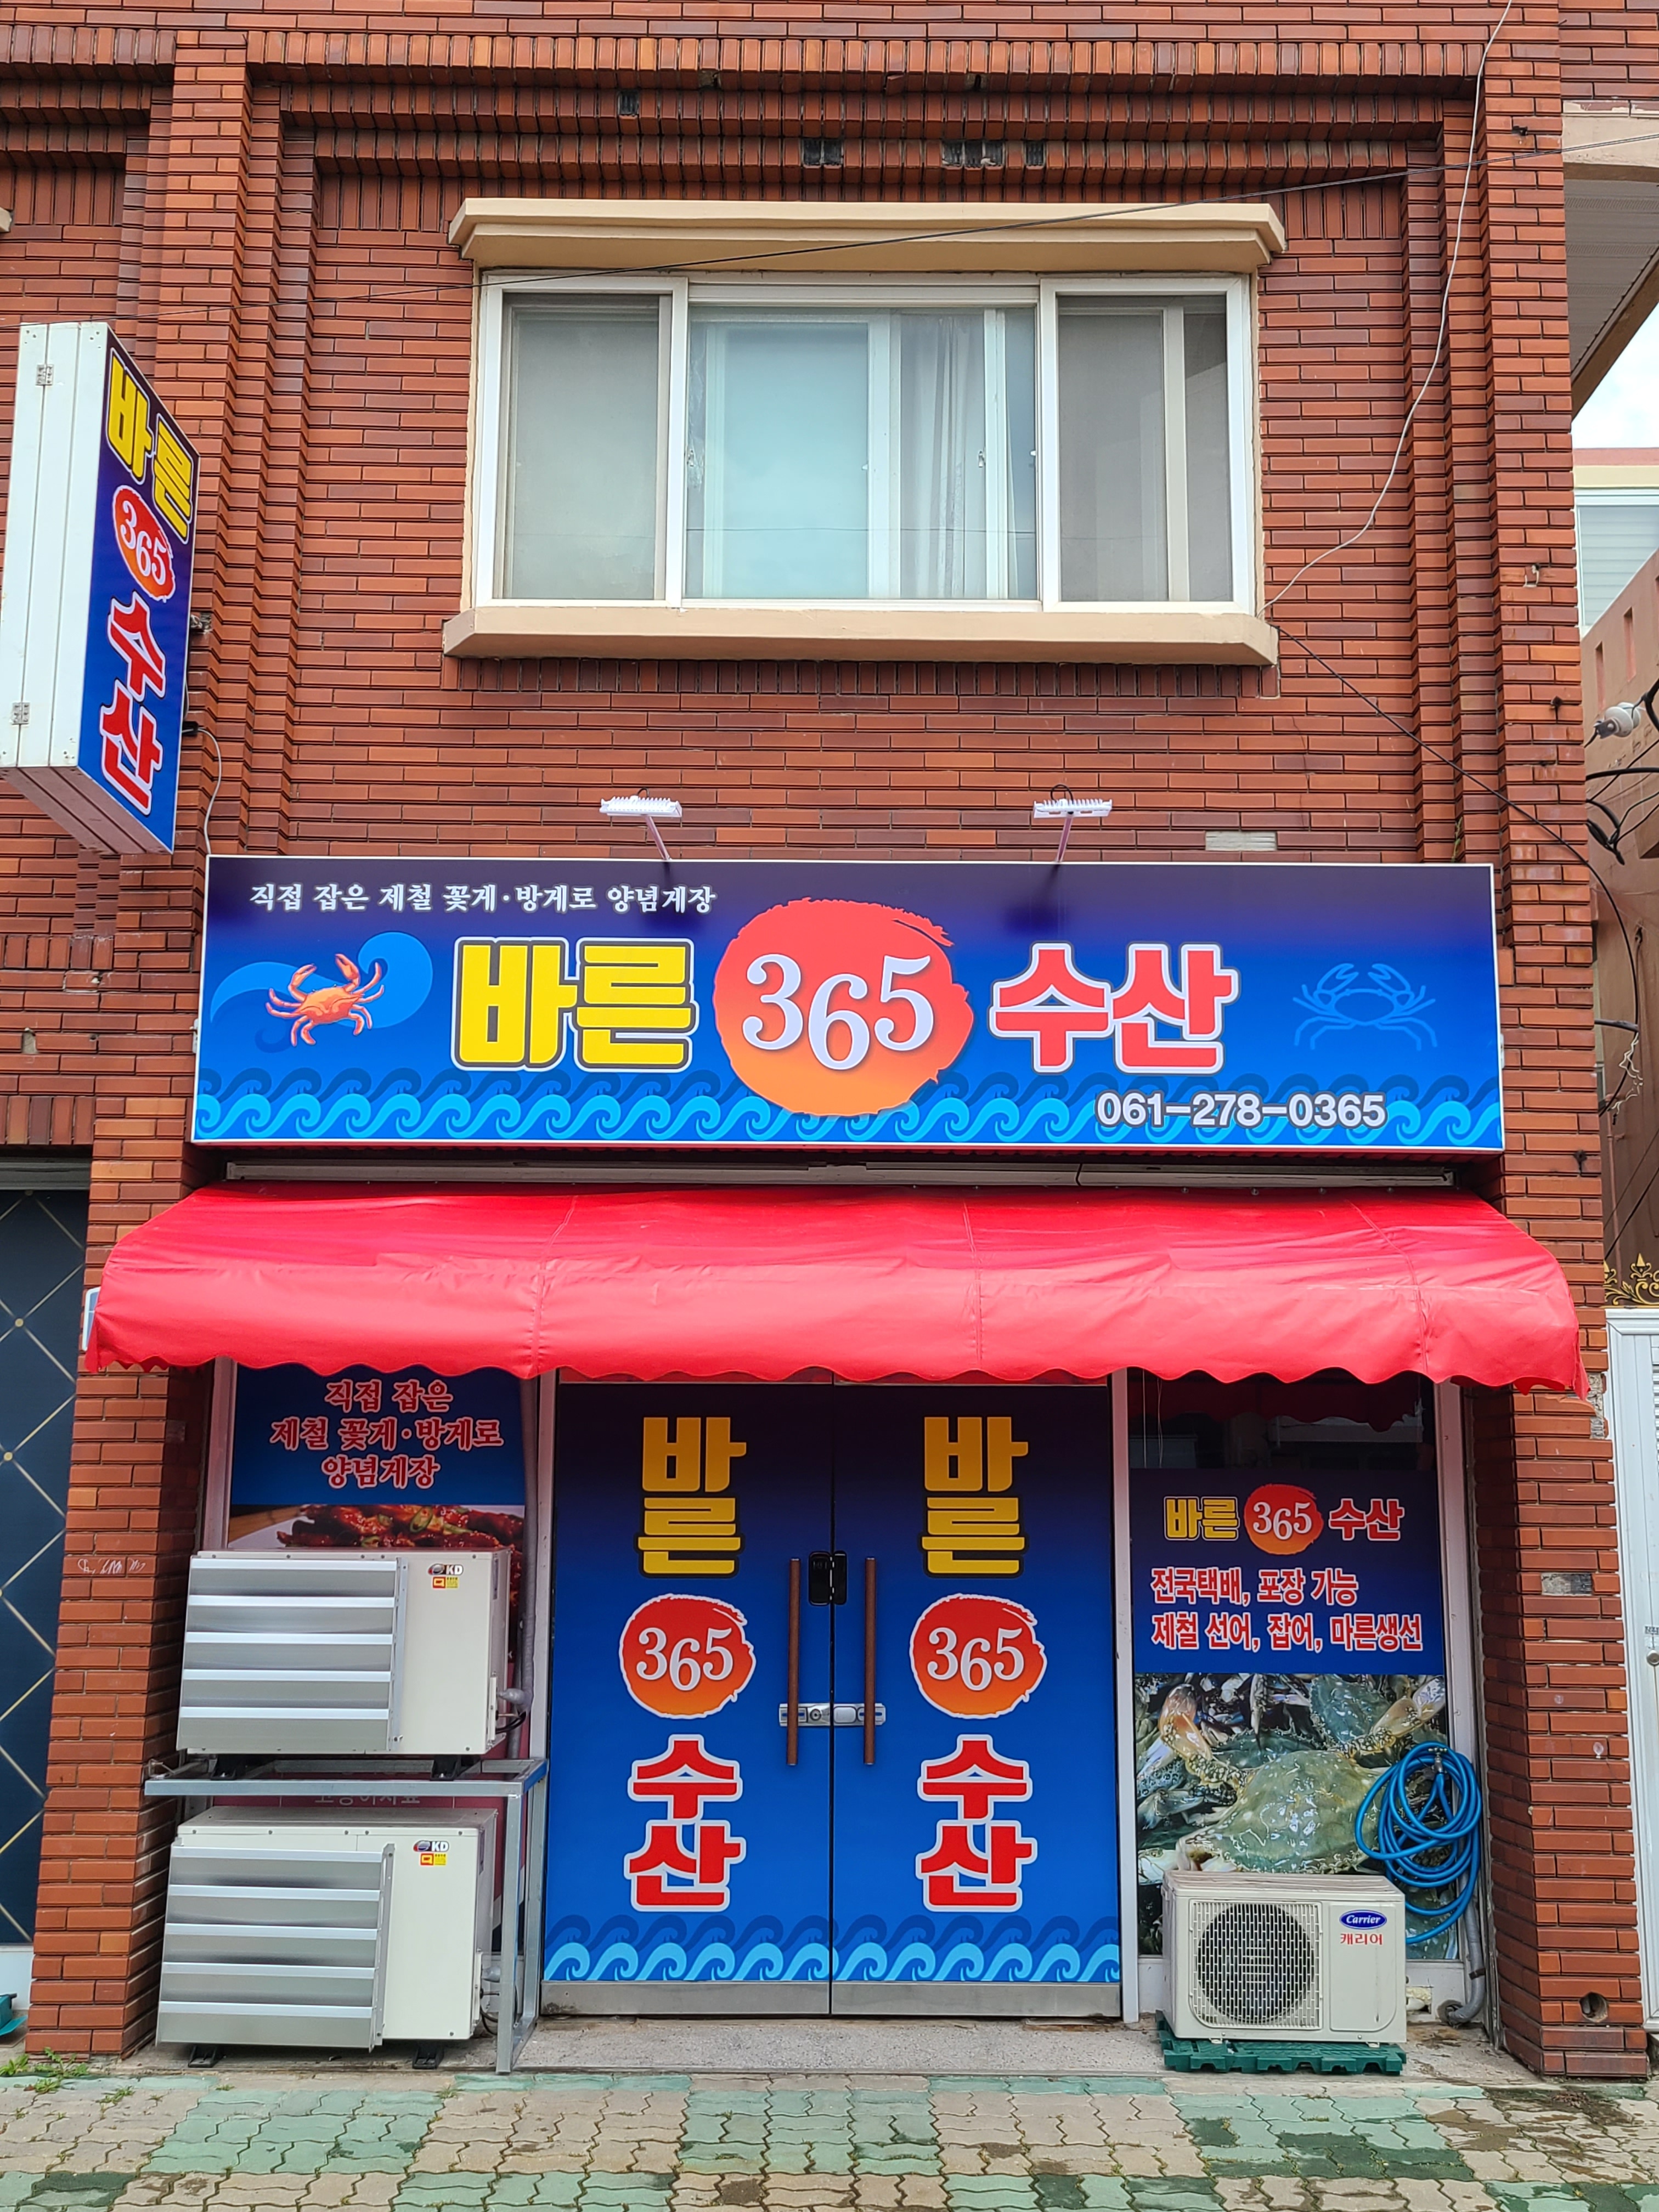 바른
365
수산
직접 잡은 제철 꽃게·방게로 양념게장
바른 365 수산
061-278-0365
직접 잡은
제철 꽃게·방게로
양념게장
바른
365
수산
바른
365
수산
바른 365 수산
전국택배, 포장 가능
제철 선어, 잡어, 마른생선
KD
KD
Carrier
캐리어